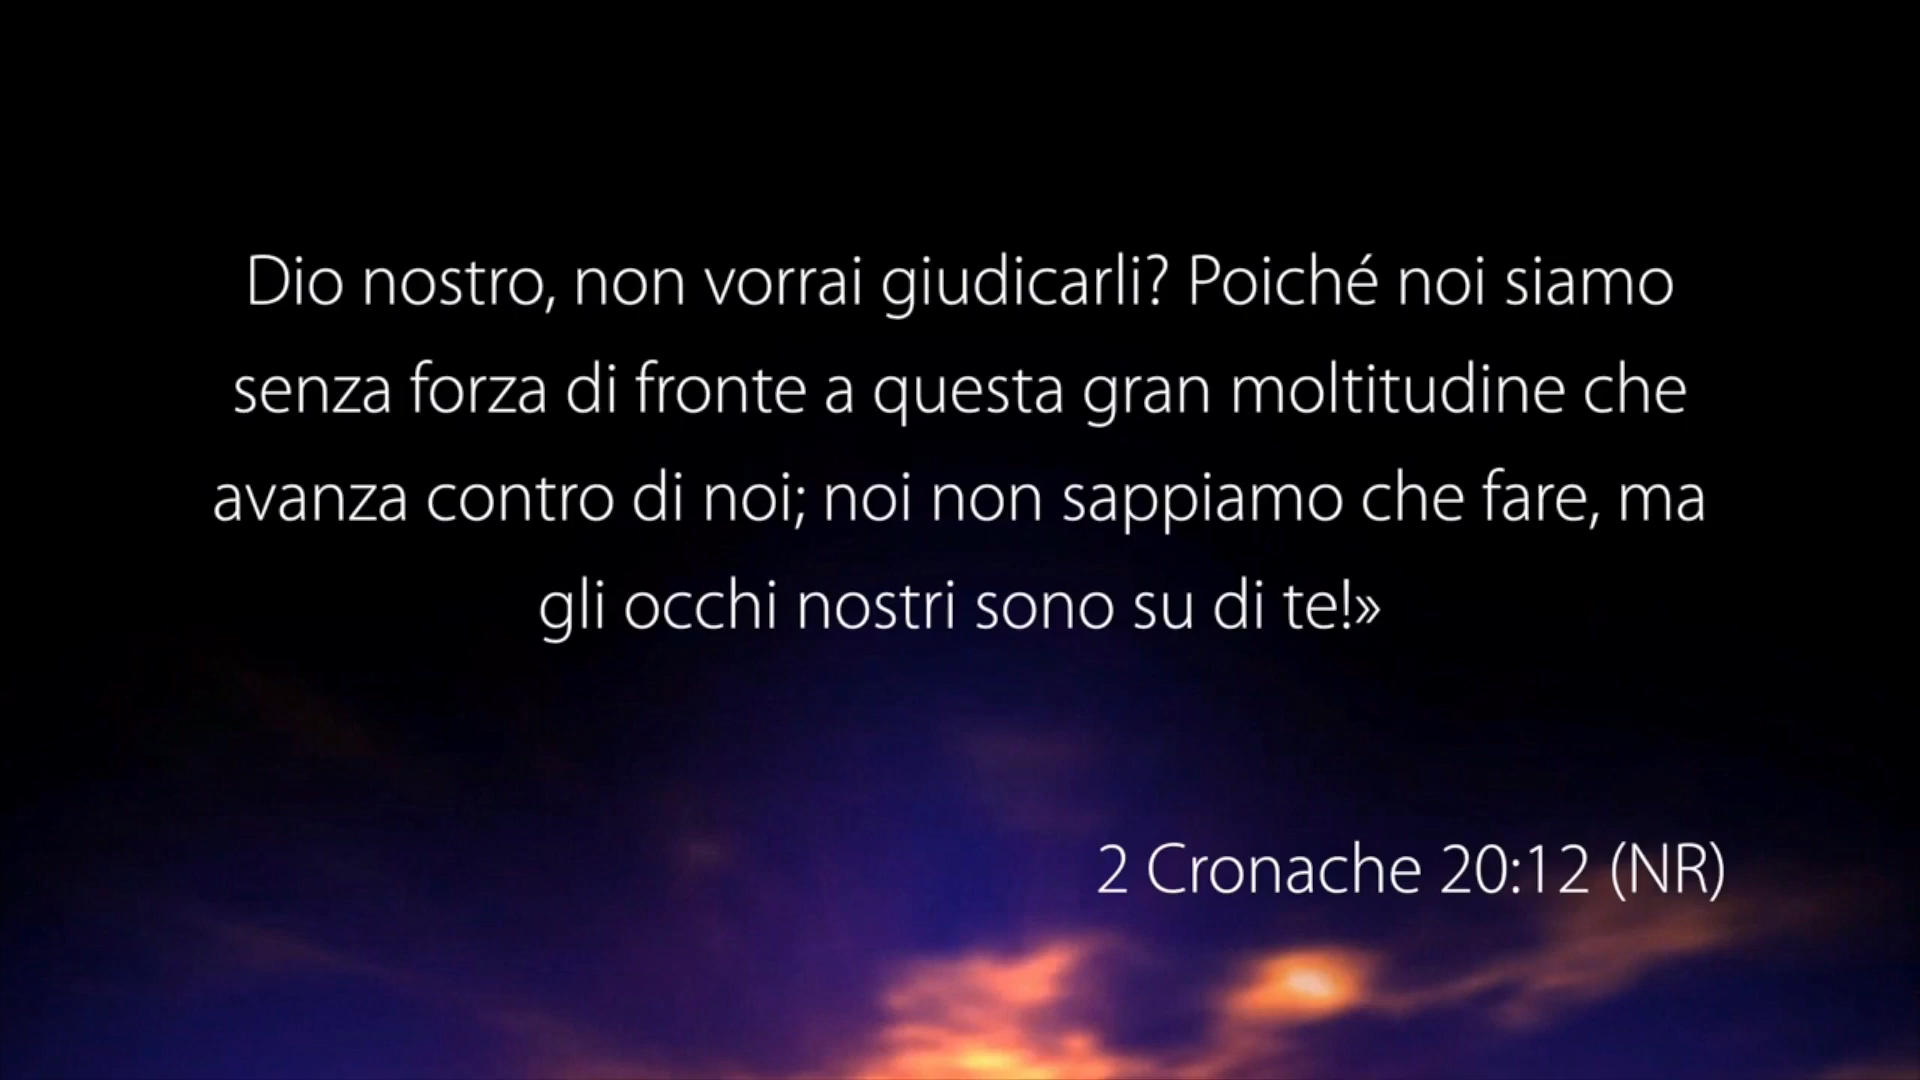 Dio nostro, non vorrai giudicarli? Poiché noi siamo
senza forza di fronte a questa gran moltitudine che
avanza contro di noi; noi non sappiamo che fare, ma
gli occhi nostri sono su di te!»
2 Cronache 20:12 (NR)